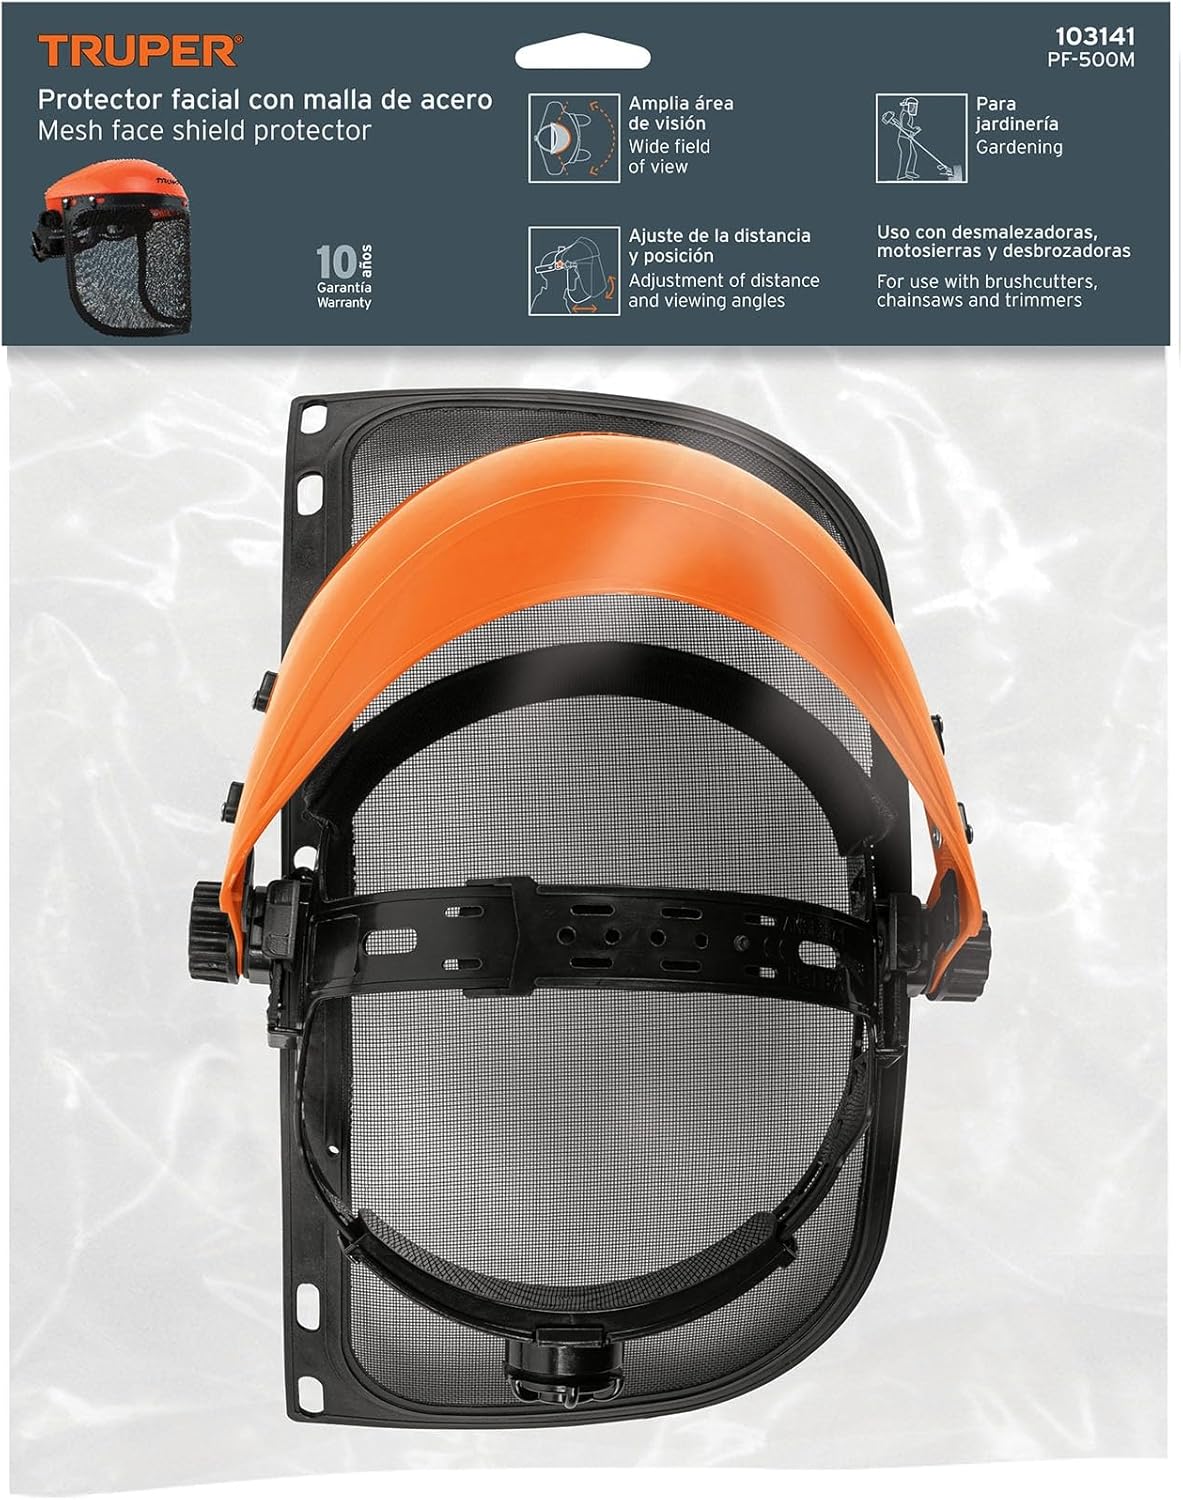 TRUPER®
103141
PF-500M
Protector facial con malla de acero
Mesh face shield protector
TRUPER
10 años
Garantía
Warranty
Amplia área
de visión
Wide field
of view
Para
jardinería
Gardening
Ajuste de la distancia
y posición
Adjustment of distance
and viewing angles
Uso con desmalezadoras,
motosierras y desbrozadoras
For use with brushcutters,
chainsaws and trimmers